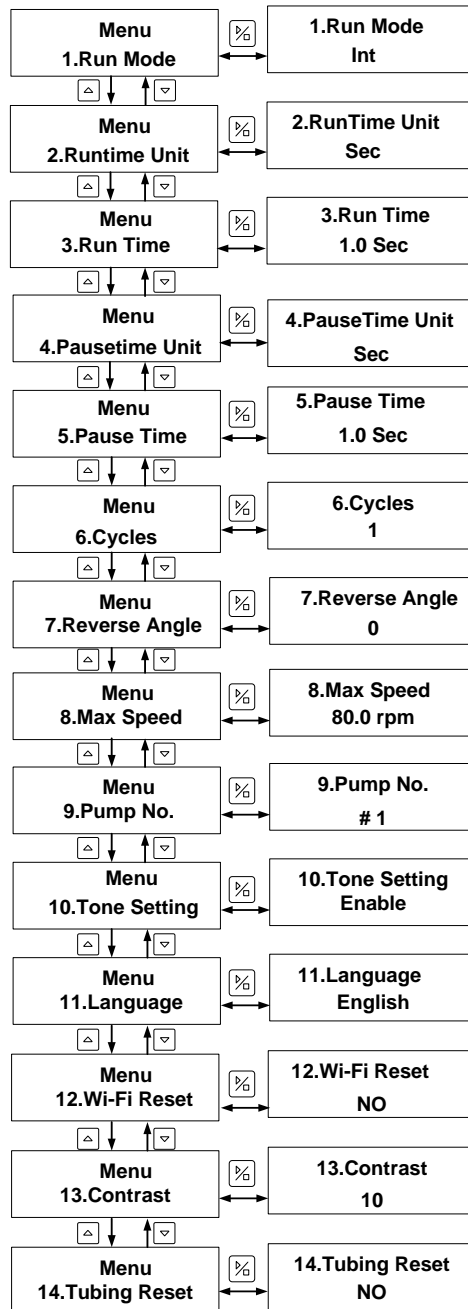 Menu
1.Run Mode
1.Run Mode
Int
Menu
2.Runtime Unit
2.RunTime Unit
Sec
Menu
3.Run Time
3.Run Time
1.0 Sec
Menu
4.Pausetime Unit
4.PauseTime Unit
Sec
Menu
5.Pause Time
5.Pause Time
1.0 Sec
Menu
6.Cycles
6.Cycles
1
Menu
7.Reverse Angle
7.Reverse Angle
0
Menu
8.Max Speed
8.Max Speed
80.0 rpm
Menu
9.Pump No.
9.Pump No.
# 1
Menu
10.Tone Setting
10.Tone Setting
Enable
Menu
11.Language
11.Language
English
Menu
12.Wi-Fi Reset
12.Wi-Fi Reset
NO
Menu
13.Contrast
13.Contrast
10
Menu
14.Tubing Reset
14.Tubing Reset
NO